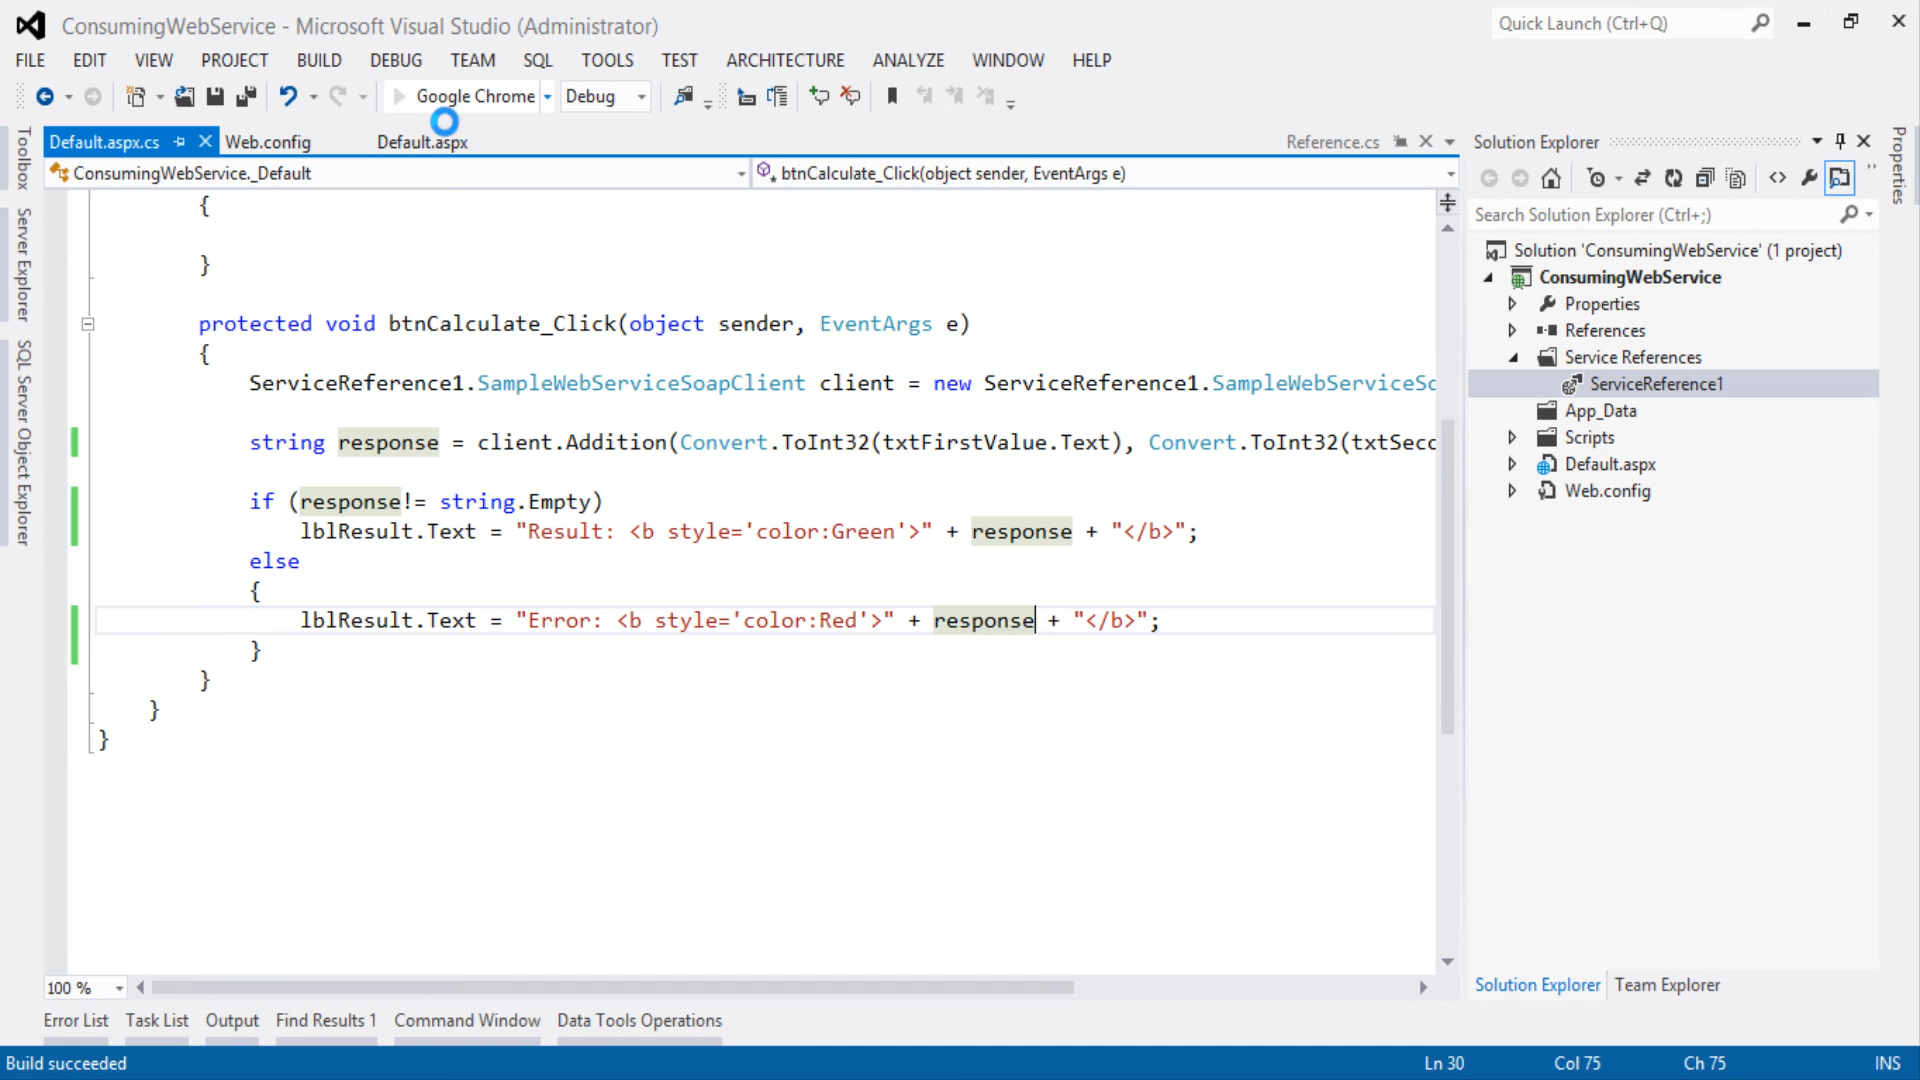 ConsumingWebService - Microsoft Visual Studio (Administrator)
Quick Launch (Ctrl+Q)
FILE EDIT VIEW PROJECT BUILD DEBUG TEAM SQL TOOLS TEST ARCHITECTURE ANALYZE WINDOW HELP
Google Chrome Debug
Default.aspx.cs Web.config Default.aspx Reference.cs
ConsumingWebService._Default btnCalculate_Click(object sender, EventArgs e)
{
}
protected void btnCalculate_Click(object sender, EventArgs e)
{
ServiceReference1.SampleWebServiceSoapClient client = new ServiceReference1.SampleWebServiceSo
string response = client.Addition(Convert.ToInt32(txtFirstValue.Text), Convert.ToInt32(txtSeco
if (response!= string.Empty)
lblResult.Text = "Result: <b style='color:Green'>" + response + "</b>";
else
{
lblResult.Text = "Error: <b style='color:Red'>" + response + "</b>";
}
}
}
}
100 %
Toolbox
Server Explorer
SQL Server Object Explorer
Solution Explorer
Search Solution Explorer (Ctrl+;)
Solution 'ConsumingWebService' (1 project)
ConsumingWebService
Properties
References
Service References
ServiceReference1
App_Data
Scripts
Default.aspx
Web.config
Solution Explorer Team Explorer
Properties
Error List Task List Output Find Results 1 Command Window Data Tools Operations
Build succeeded Ln 30 Col 75 Ch 75 INS